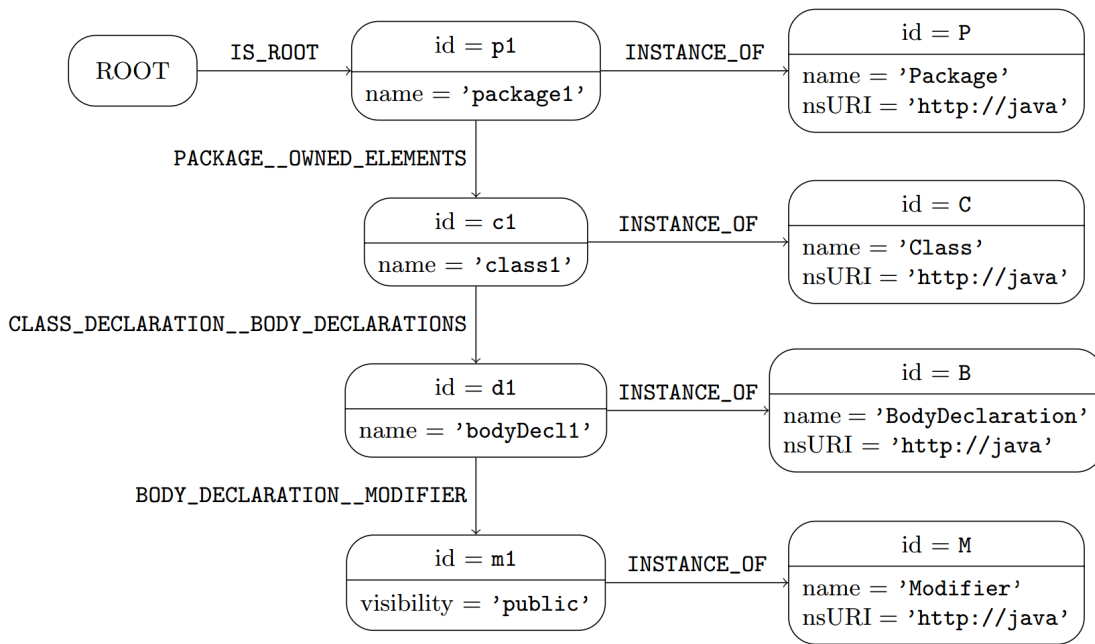 ROOT
IS_ROOT
id = p1
name = 'package1'
INSTANCE_OF
id = P
name = 'Package'
nsURI = 'http://java'
PACKAGE__OWNED_ELEMENTS
id = c1
name = 'class1'
INSTANCE_OF
id = C
name = 'Class'
nsURI = 'http://java'
CLASS_DECLARATION__BODY_DECLARATIONS
id = d1
name = 'bodyDecl1'
INSTANCE_OF
id = B
name = 'BodyDeclaration'
nsURI = 'http://java'
BODY_DECLARATION__MODIFIER
id = m1
visibility = 'public'
INSTANCE_OF
id = M
name = 'Modifier'
nsURI = 'http://java'